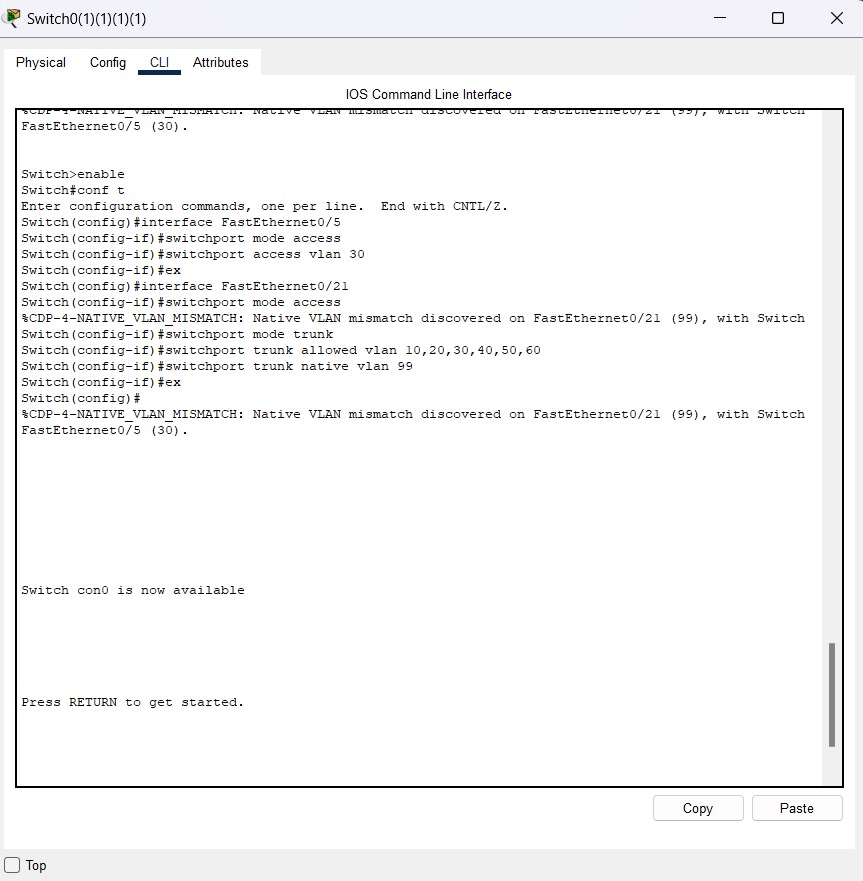 Switch0(1)(1)(1)(1)
Physical Config CLI Attributes
IOS Command Line Interface
%CDP-4-NATIVE_VLAN_MISMATCH: Native VLAN mismatch discovered on FastEthernet0/21 (99), with Switch
FastEthernet0/5 (30).
Switch>enable
Switch#conf t
Enter configuration commands, one per line.  End with CNTL/Z.
Switch(config)#interface FastEthernet0/5
Switch(config-if)#switchport mode access
Switch(config-if)#switchport access vlan 30
Switch(config-if)#ex
Switch(config)#interface FastEthernet0/21
Switch(config-if)#switchport mode access
%CDP-4-NATIVE_VLAN_MISMATCH: Native VLAN mismatch discovered on FastEthernet0/21 (99), with Switch
Switch(config-if)#switchport mode trunk
Switch(config-if)#switchport trunk allowed vlan 10,20,30,40,50,60
Switch(config-if)#switchport trunk native vlan 99
Switch(config-if)#ex
Switch(config)#
%CDP-4-NATIVE_VLAN_MISMATCH: Native VLAN mismatch discovered on FastEthernet0/21 (99), with Switch
FastEthernet0/5 (30).
Switch con0 is now available
Press RETURN to get started.
Copy Paste
Top